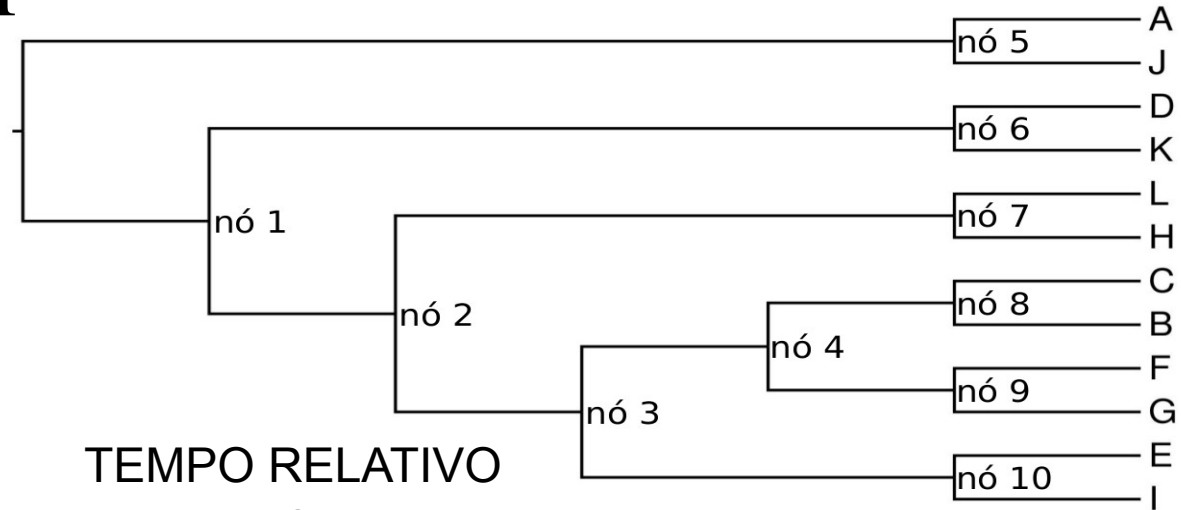 A
nó 5
J
D
nó 6
K
L
nó 1
nó 7
H
C
nó 2
nó 8
B
nó 4
F
nó 9
G
nó 3
E
TEMPO RELATIVO
nó 10
I